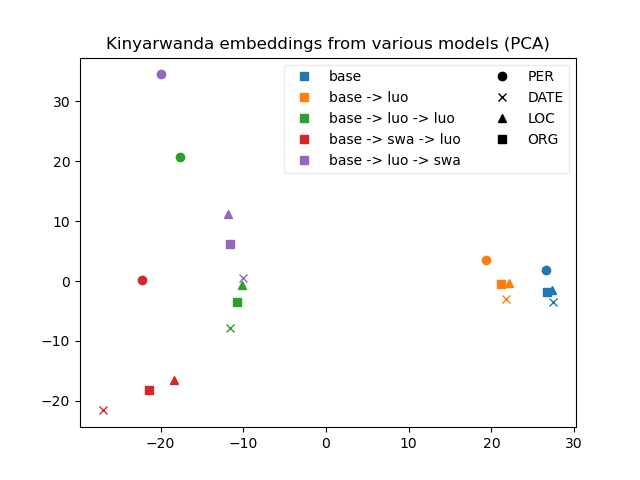 Kinyarwanda embeddings from various models (PCA)
base
base -> luo
base -> luo -> luo
base -> swa -> luo
base -> luo -> swa
PER
DATE
LOC
ORG
30
20
10
0
−10
−20
−20 −10 0 10 20 30